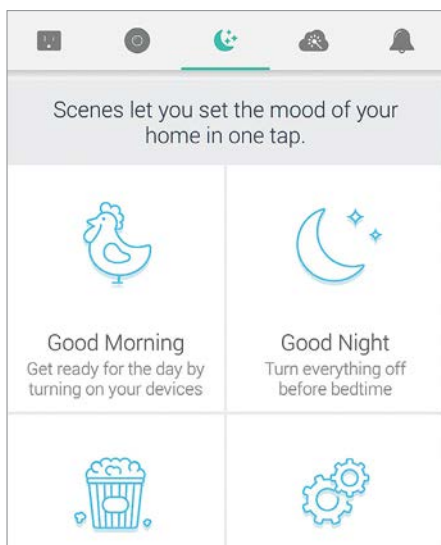 Scenes let you set the mood of your
home in one tap.
Good Morning
Get ready for the day by
turning on your devices
Good Night
Turn everything off
before bedtime